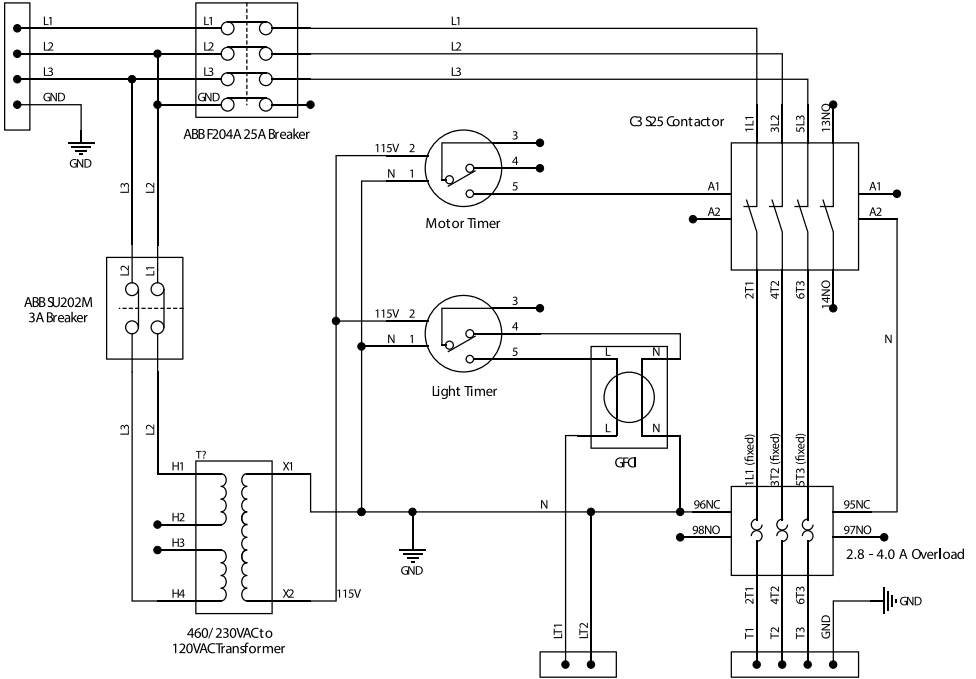 L1 L1 L1
L2 L2 L2
L3 L3 L3
GND GND
ABB F204A 25A Breaker
GND
C3 S25 Contactor
1L1 3L2 5L3 13NO
115V 2 3
4
N 1 5
Motor Timer
A1 A1
A2 A2
L3 L2
L2 L1
ABB SU202M
3A Breaker
2T1 4T2 6T3 14NO
115V 2 3
4
N 1 5
Light Timer
N
L N
L N
GFCI
L3 L2
T?
H1 X1
H2
H3
H4 X2 115V
460/ 230VAC to
120VAC Transformer
N
GND
1L1 (fixed) 3T2 (fixed) 5T3 (fixed)
96NC 95NC
98NO 97NO
2.8 - 4.0 A Overload
2T1 4T2 6T3
GND
LT1 LT2
T1 T2 T3 GND